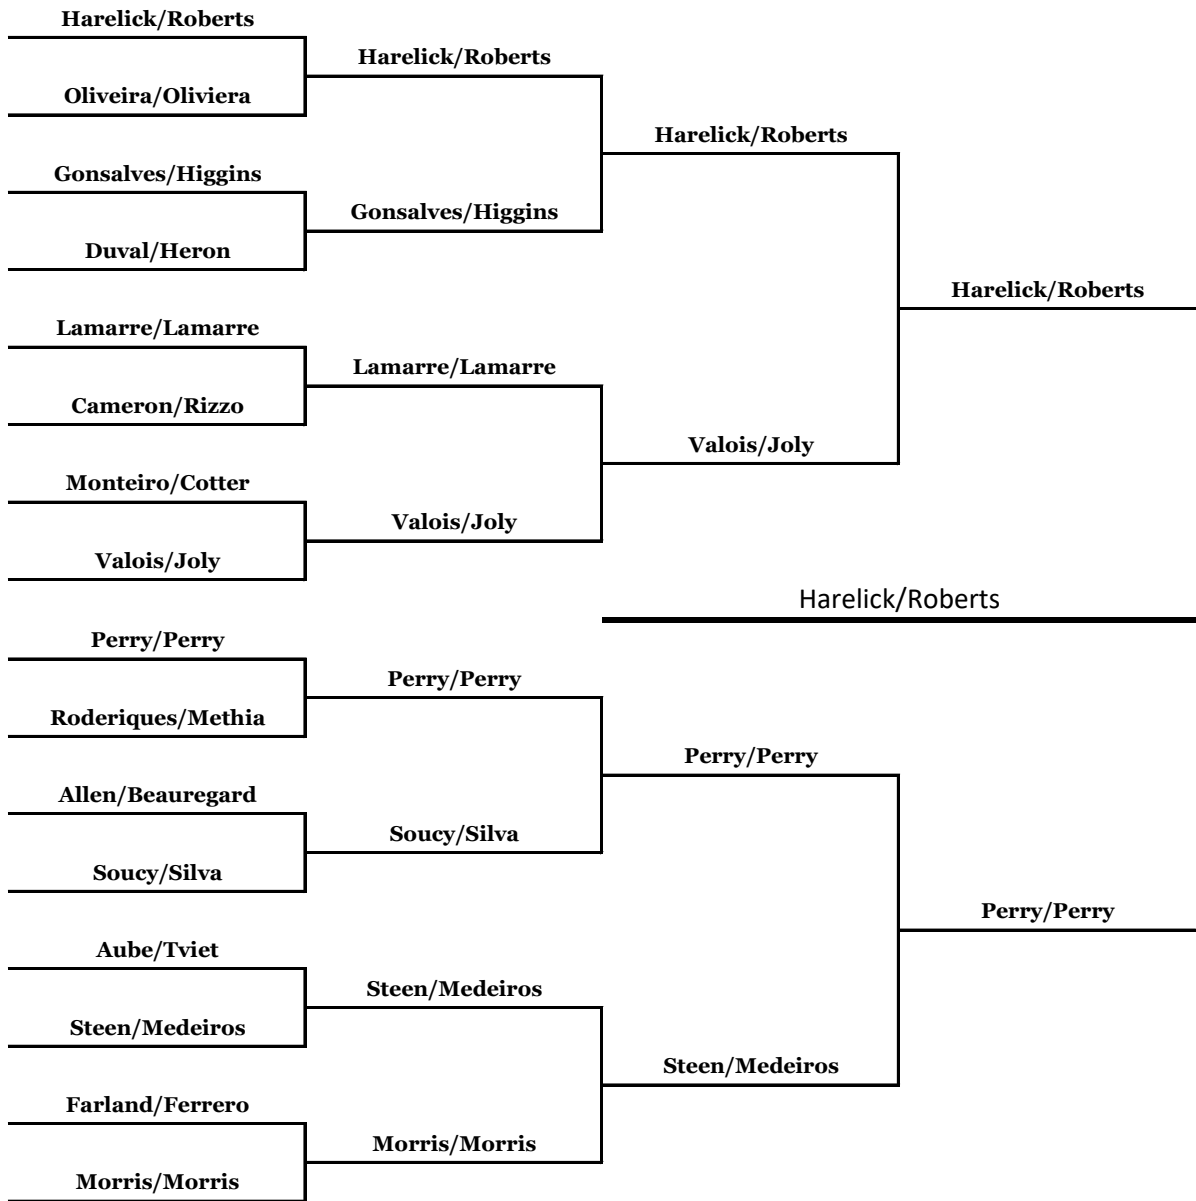 Harelick/Roberts
Harelick/Roberts
Oliveira/Oliviera
Harelick/Roberts
Gonsalves/Higgins
Gonsalves/Higgins
Duval/Heron
Harelick/Roberts
Lamarre/Lamarre
Lamarre/Lamarre
Cameron/Rizzo
Valois/Joly
Monteiro/Cotter
Valois/Joly
Valois/Joly
Harelick/Roberts
Perry/Perry
Perry/Perry
Roderiques/Methia
Perry/Perry
Allen/Beauregard
Soucy/Silva
Soucy/Silva
Perry/Perry
Aube/Tviet
Steen/Medeiros
Steen/Medeiros
Steen/Medeiros
Farland/Ferrero
Morris/Morris
Morris/Morris